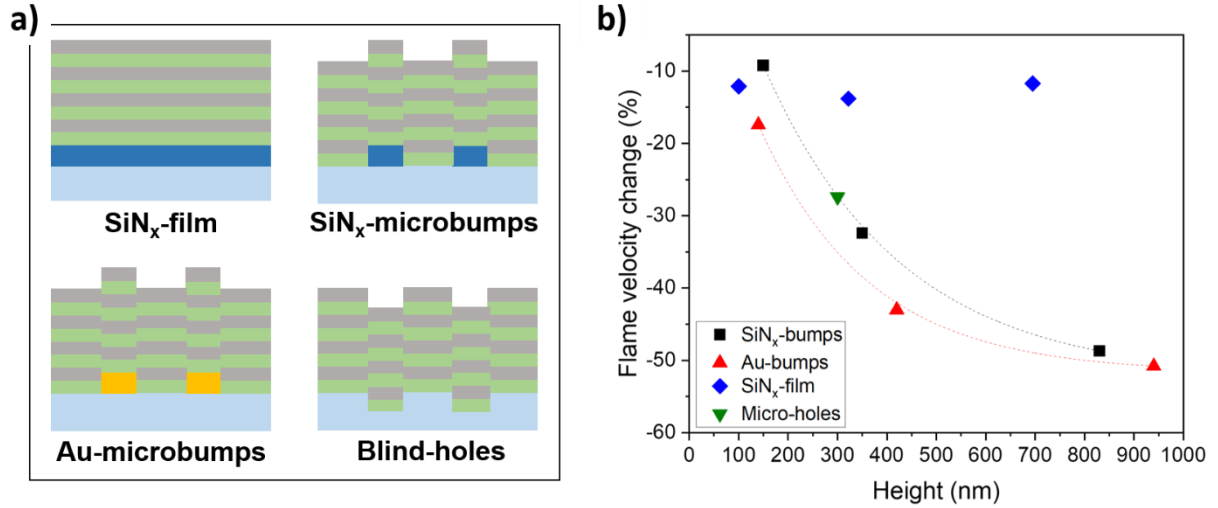 a)
SiNx-film
SiNx-microbumps
Au-microbumps
Blind-holes
b)
Flame velocity change (%)
-10
-20
-30
-40
-50
-60
SiNx-bumps
Au-bumps
SiNx-film
Micro-holes
0 100 200 300 400 500 600 700 800 900 1000
Height (nm)